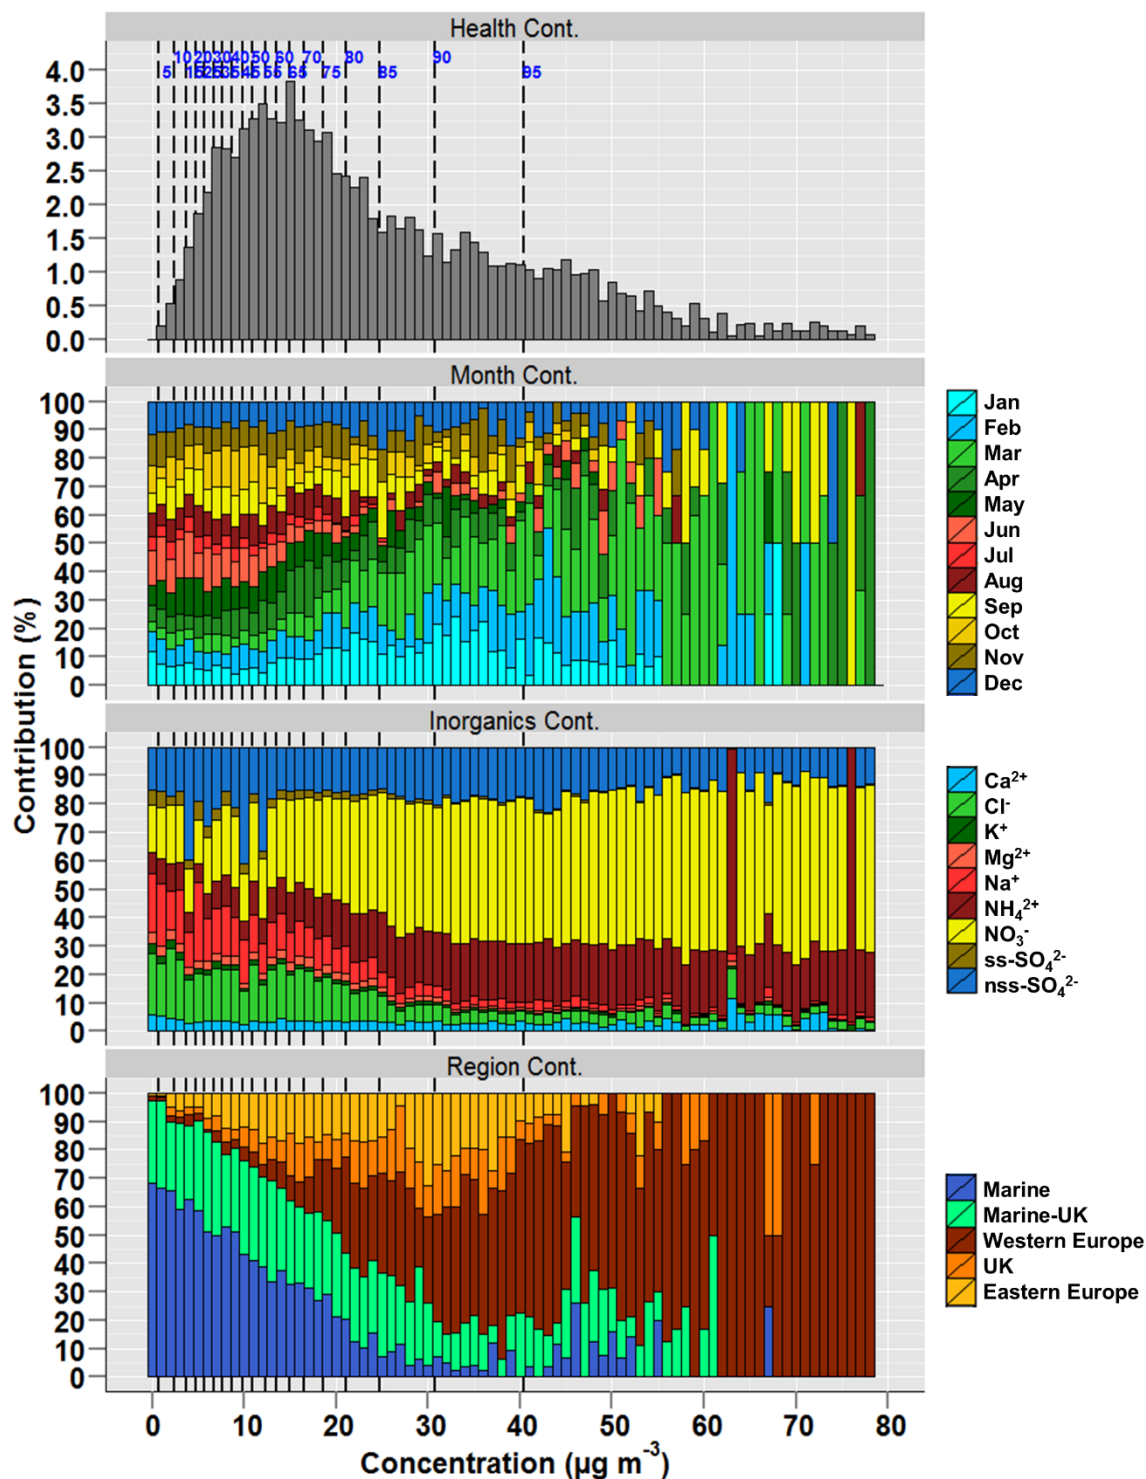 Health Cont.
5 10 15 20 25 30 35 40 45 50 55 60 65 70 75 80 85 90 95
4.0
3.5
3.0
2.5
2.0
1.5
1.0
0.5
0.0
Month Cont.
100
90
80
70
60
50
40
30
20
10
0
Jan
Feb
Mar
Apr
May
Jun
Jul
Aug
Sep
Oct
Nov
Dec
Contribution (%)
Inorganics Cont.
100
90
80
70
60
50
40
30
20
10
0
Ca²⁺
Cl⁻
K⁺
Mg²⁺
Na⁺
NH₄²⁺
NO₃⁻
ss-SO₄²⁻
nss-SO₄²⁻
Region Cont.
100
90
80
70
60
50
40
30
20
10
0
Marine
Marine-UK
Western Europe
UK
Eastern Europe
0 10 20 30 40 50 60 70 80
Concentration (µg m⁻³)